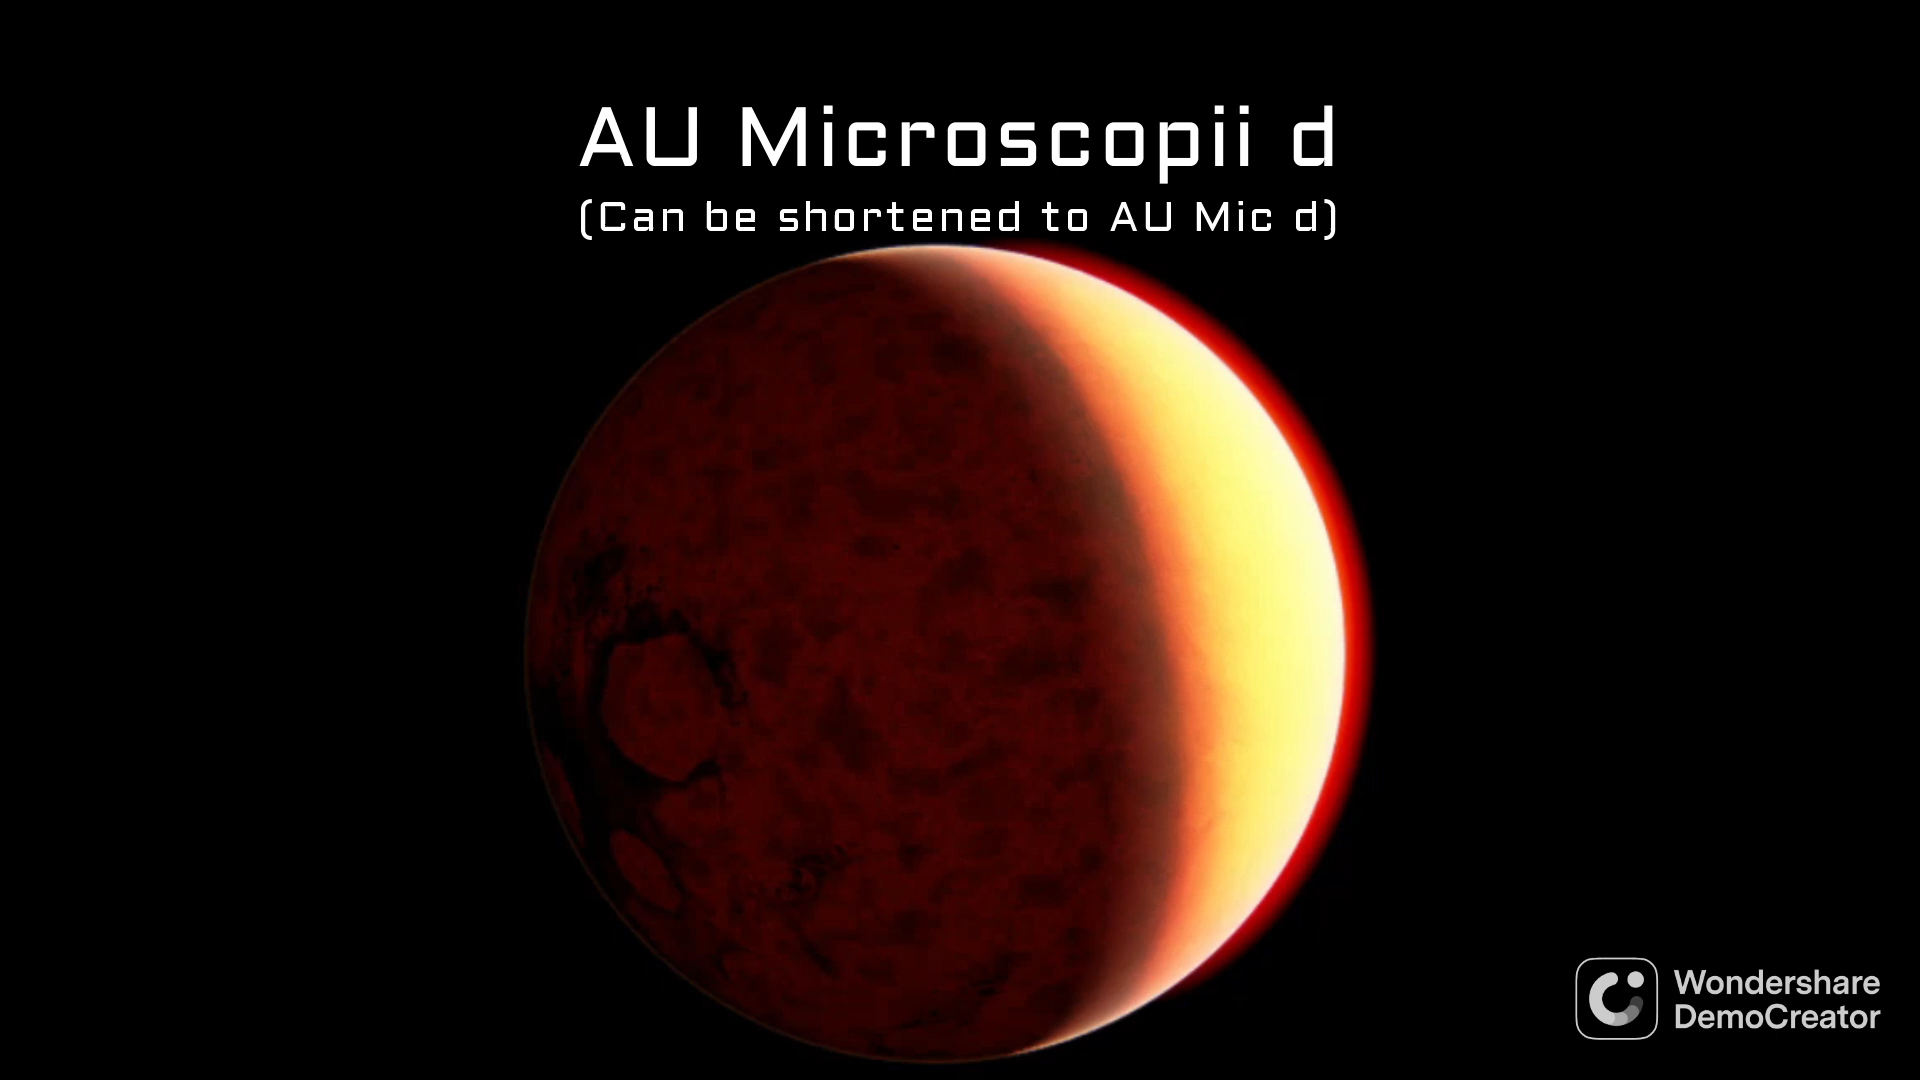 AU Microscopii d
(Can be shortened to AU Mic d)
Wondershare
DemoCreator